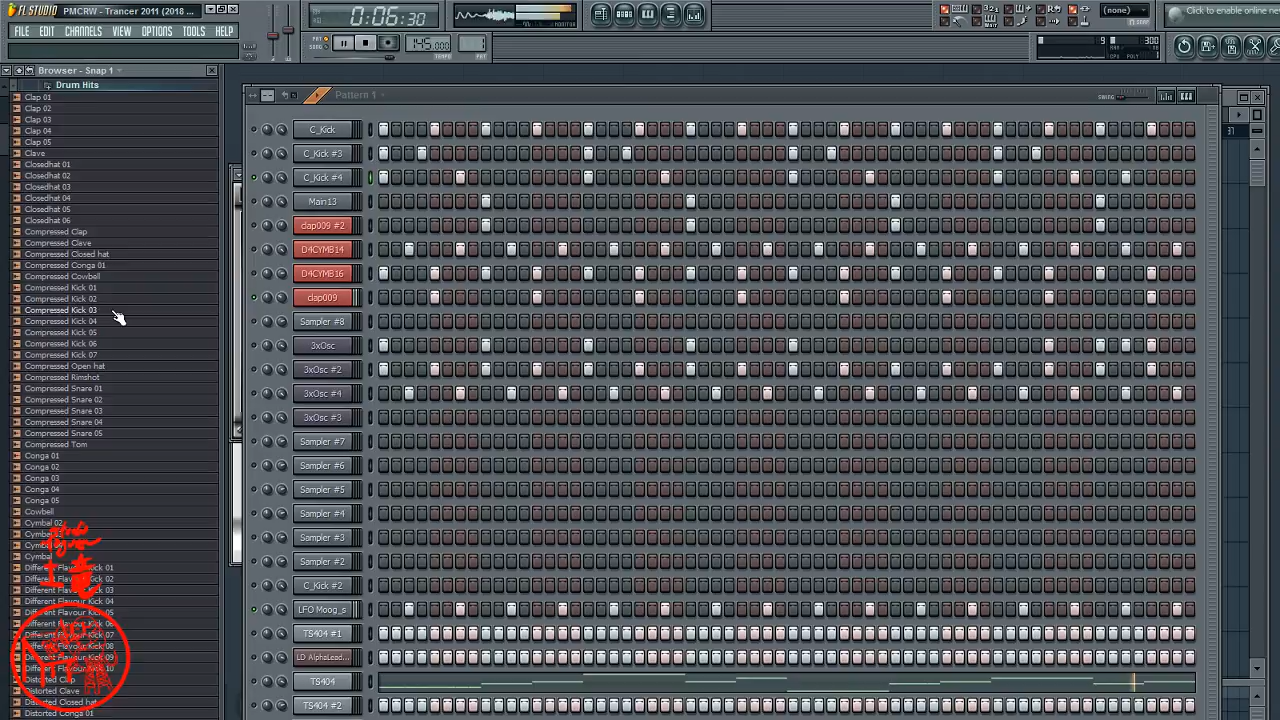 FL STUDIO PMCRW - Trancer 2011 (2018 ...
0:06:30
(none)
Click to enable online ne
FILE EDIT CHANNELS VIEW OPTIONS TOOLS HELP
PAT
SONG
145.000
TEMPO
1
PAT
9
300
Browser - Snap 1
Drum Hits
Pattern 1
SWING
Clap 01
Clap 02
Clap 03
Clap 04
Clap 05
Clave
Closedhat 01
Closedhat 02
Closedhat 03
Closedhat 04
Closedhat 05
Closedhat 06
Compressed Clap
Compressed Clave
Compressed Closed hat
Compressed Conga 01
Compressed Cowbell
Compressed Kick 01
Compressed Kick 02
Compressed Kick 03
Compressed Kick 04
Compressed Kick 05
Compressed Kick 06
Compressed Kick 07
Compressed Open hat
Compressed Rimshot
Compressed Snare 01
Compressed Snare 02
Compressed Snare 03
Compressed Snare 04
Compressed Snare 05
Compressed Tom
Conga 01
Conga 02
Conga 03
Conga 04
Conga 05
Cowbell
Cymbal 02
Cymbal
Different Flavour Kick 01
Different Flavour Kick 02
Different Flavour Kick 03
Different Flavour Kick 04
Different Flavour Kick 05
Different Flavour Kick 06
Different Flavour Kick 07
Different Flavour Kick 08
Different Flavour Kick 09
Different Flavour Kick 10
Distorted Clap
Distorted Clave
Distorted Closed hat
Distorted Conga 01
C_Kick
C_Kick #3
C_Kick #4
Main13
clap009 #2
D4CYMB14
D4CYMB16
clap009
Sampler #8
3xOsc
3xOsc #2
3xOsc #4
3xOsc #3
Sampler #7
Sampler #6
Sampler #5
Sampler #4
Sampler #3
Sampler #2
C_Kick #2
LFO Moog_s
TS404 #1
LD AlphaLead...
TS404
TS404 #2